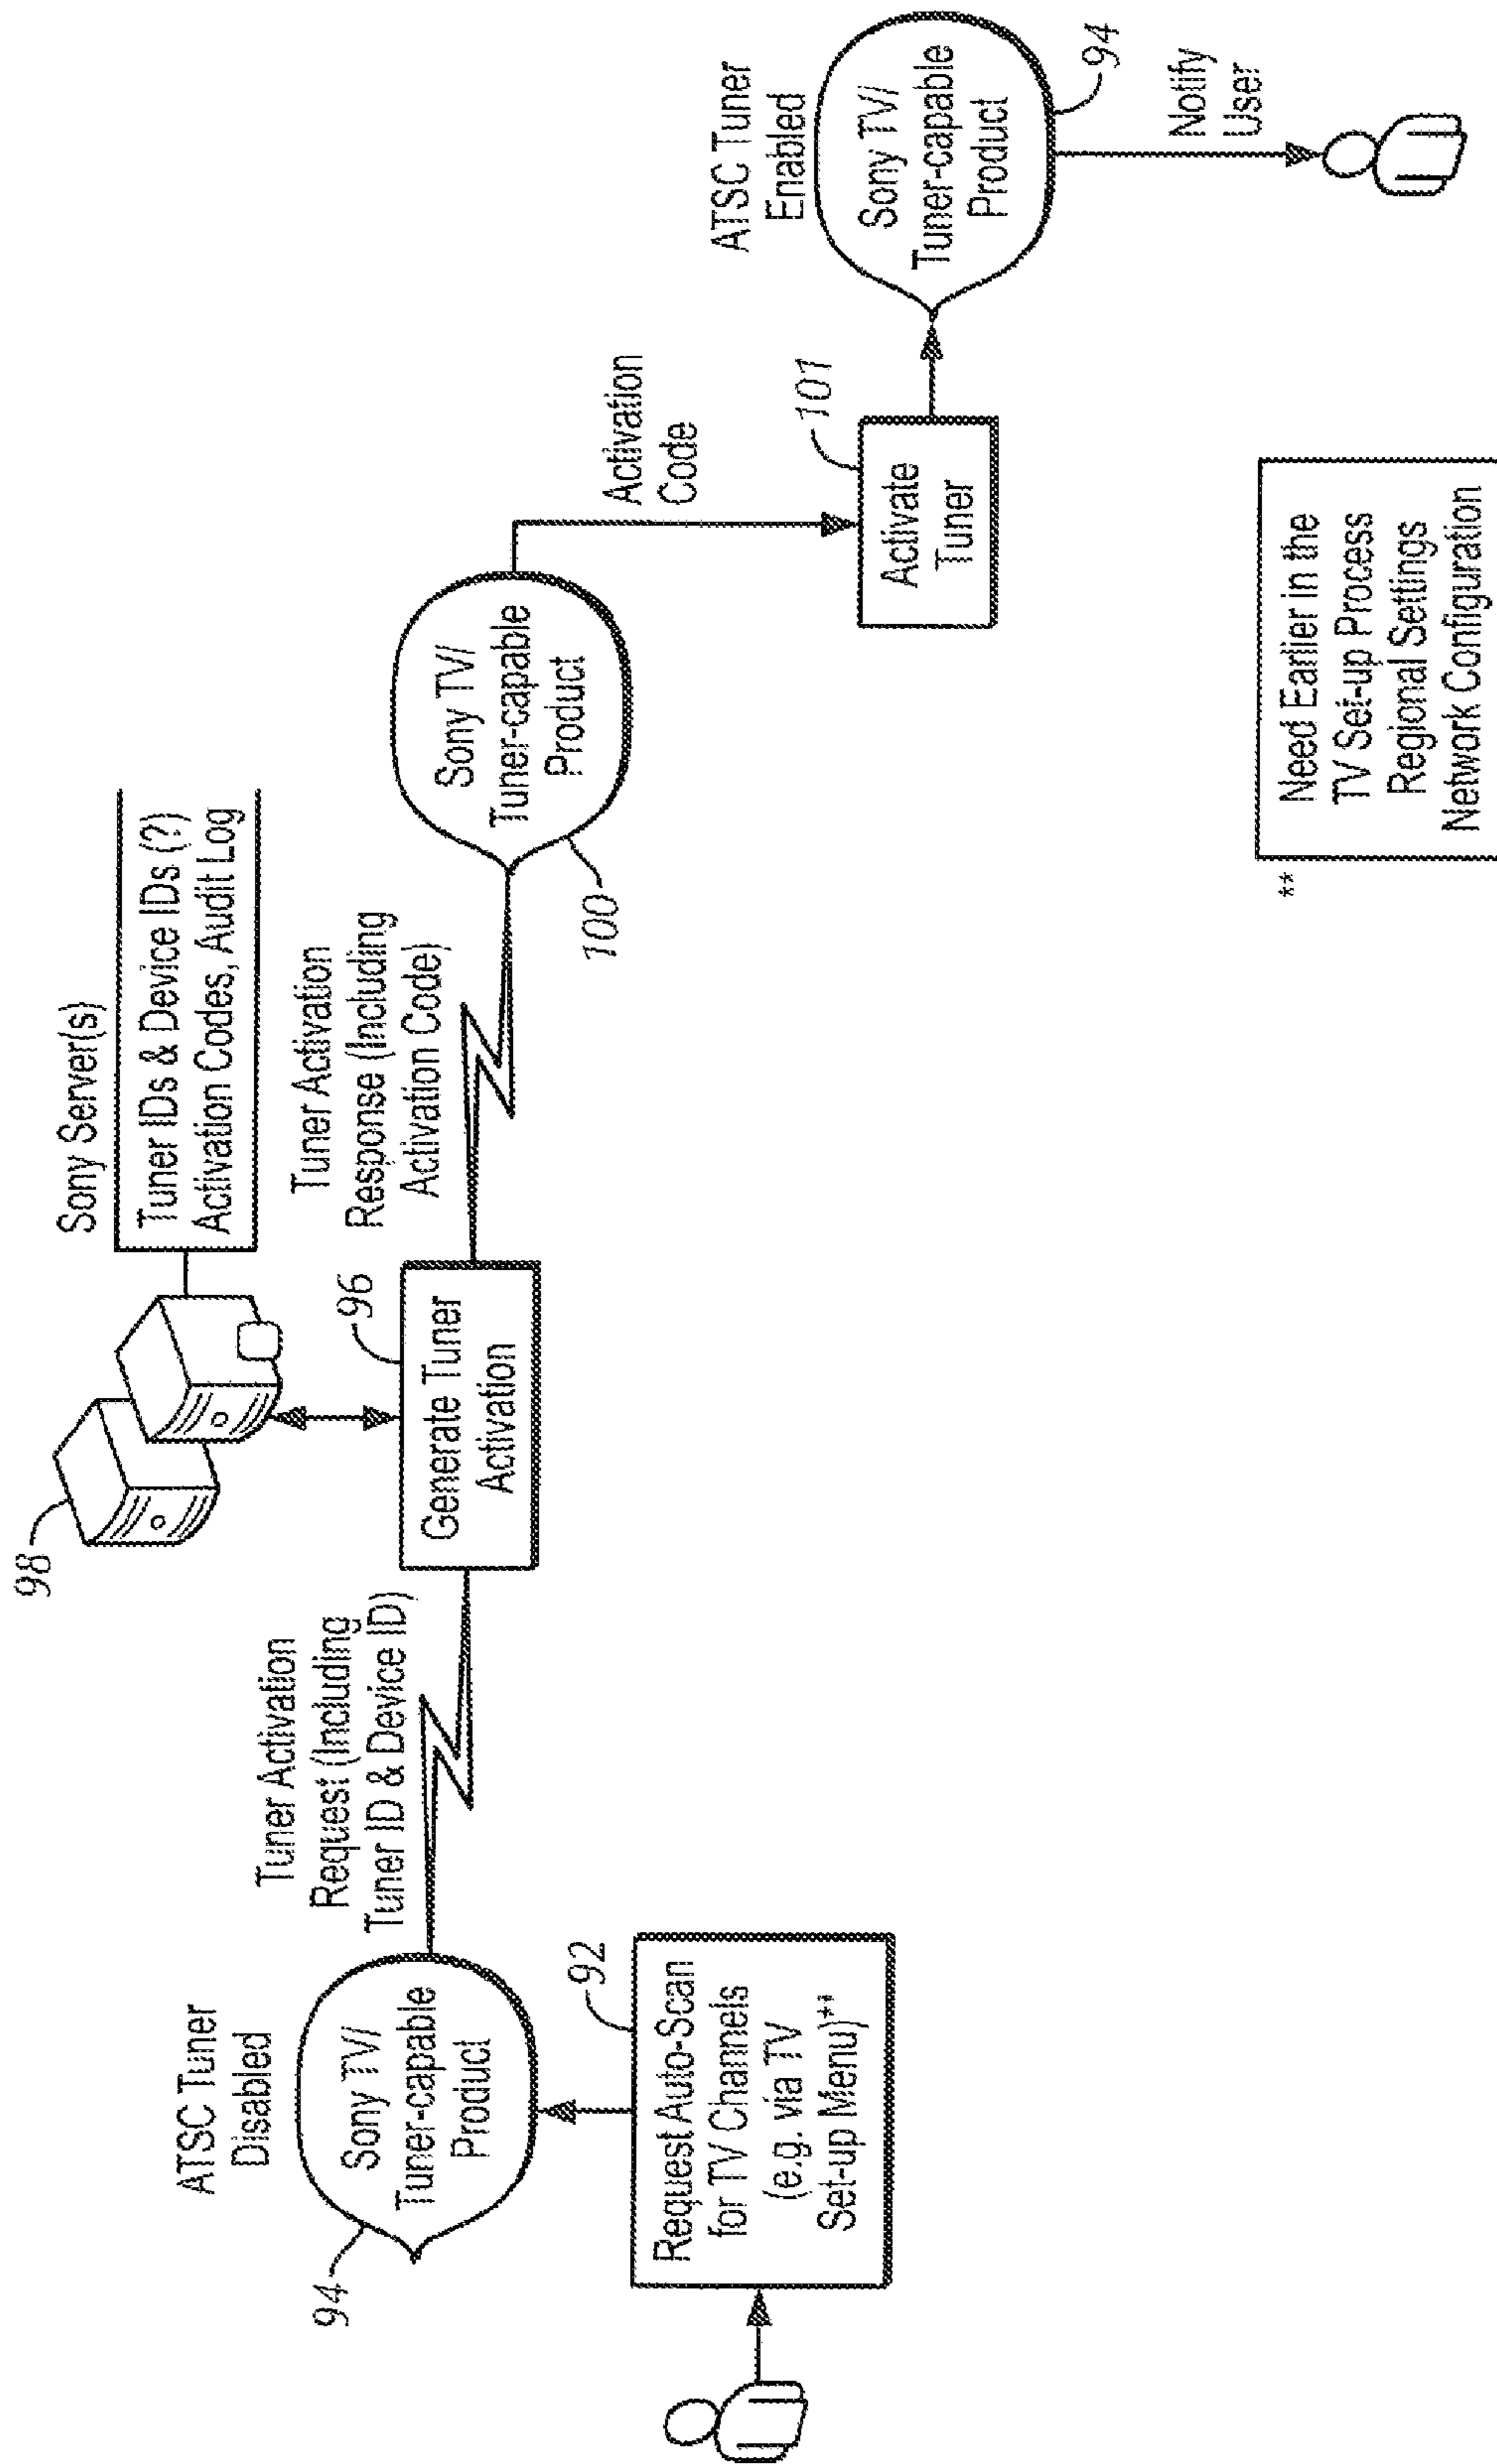 98
Sony Server(s)
Tuner IDs & Device IDs (?)
Activation Codes, Audit Log
ATSC Tuner
Disabled
94
Sony TV/
Tuner-capable
Product
92
Request Auto-Scan
for TV Channels
(e.g. via TV
Set-up Menu)**
Tuner Activation
Request (Including
Tuner ID & Device ID)
96
Generate Tuner
Activation
Tuner Activation
Response (Including
Activation Code)
100
Sony TV/
Tuner-capable
Product
Activation
Code
101
Activate
Tuner
ATSC Tuner
Enabled
Sony TV/
Tuner-capable
Product
94
Notify
User
**
Need Earlier in the
TV Set-up Process
Regional Settings
Network Configuration